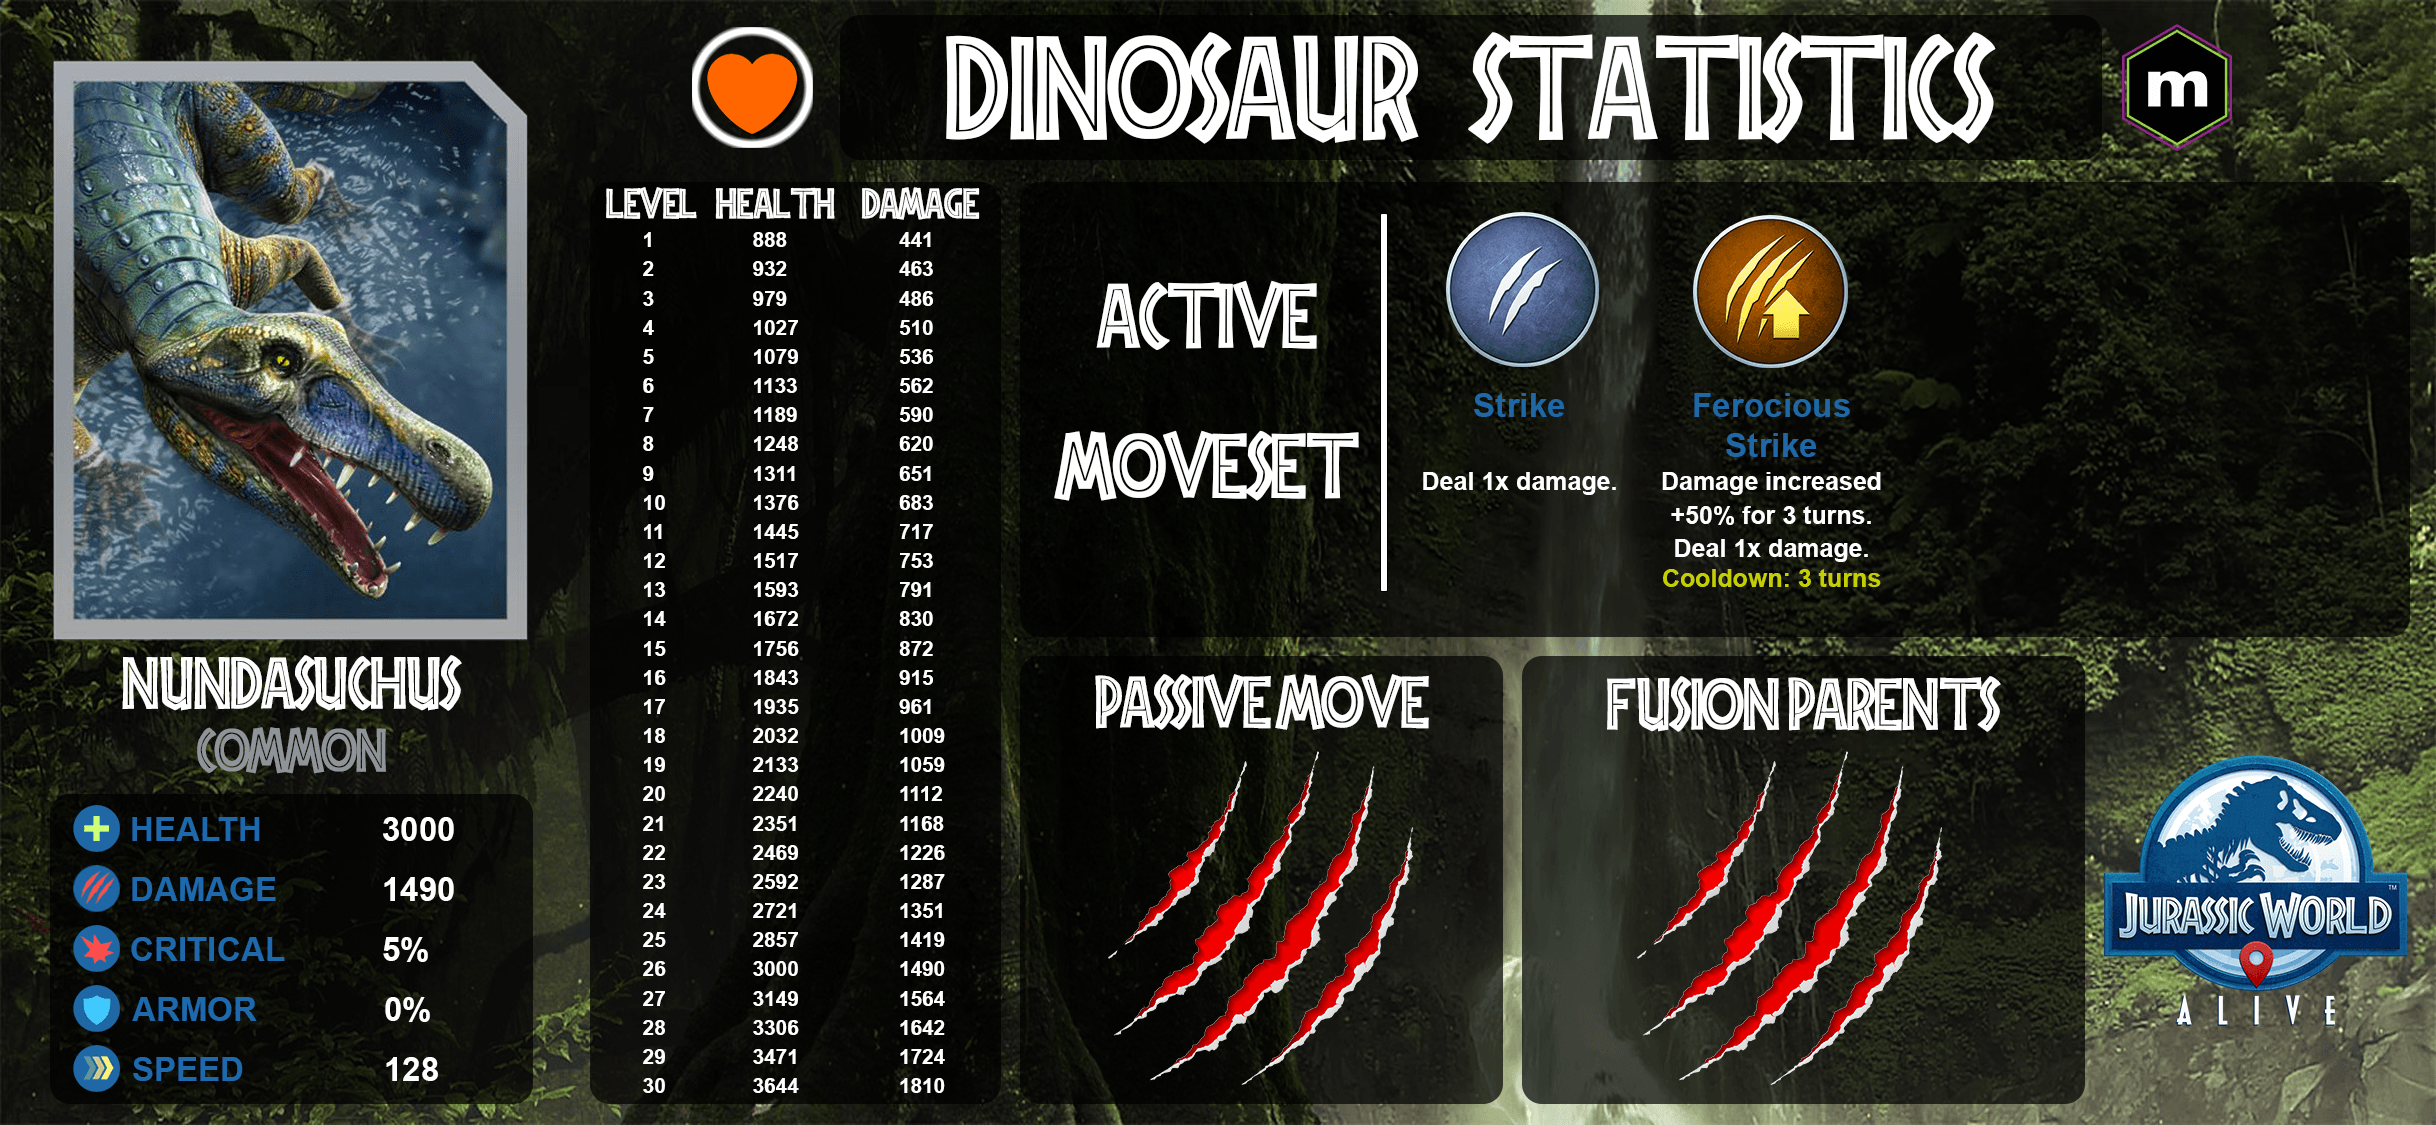 DINOSAUR STATISTICS
m
NUNDASUCHUS
COMMON
HEALTH 3000
DAMAGE 1490
CRITICAL 5%
ARMOR 0%
SPEED 128
LEVEL HEALTH DAMAGE
1 888 441
2 932 463
3 979 486
4 1027 510
5 1079 536
6 1133 562
7 1189 590
8 1248 620
9 1311 651
10 1376 683
11 1445 717
12 1517 753
13 1593 791
14 1672 830
15 1756 872
16 1843 915
17 1935 961
18 2032 1009
19 2133 1059
20 2240 1112
21 2351 1168
22 2469 1226
23 2592 1287
24 2721 1351
25 2857 1419
26 3000 1490
27 3149 1564
28 3306 1642
29 3471 1724
30 3644 1810
ACTIVE
MOVESET
Strike
Deal 1x damage.
Ferocious
Strike
Damage increased
+50% for 3 turns.
Deal 1x damage.
Cooldown: 3 turns
PASSIVE MOVE
FUSION PARENTS
JURASSIC WORLD™
ALIVE